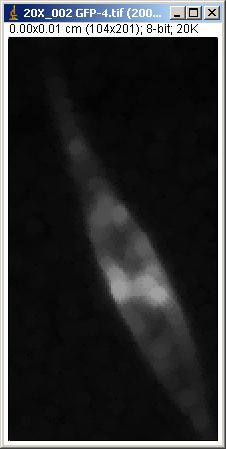 20X_002 GFP-4.tif (200...
0.00x0.01 cm (104x201); 8-bit; 20K